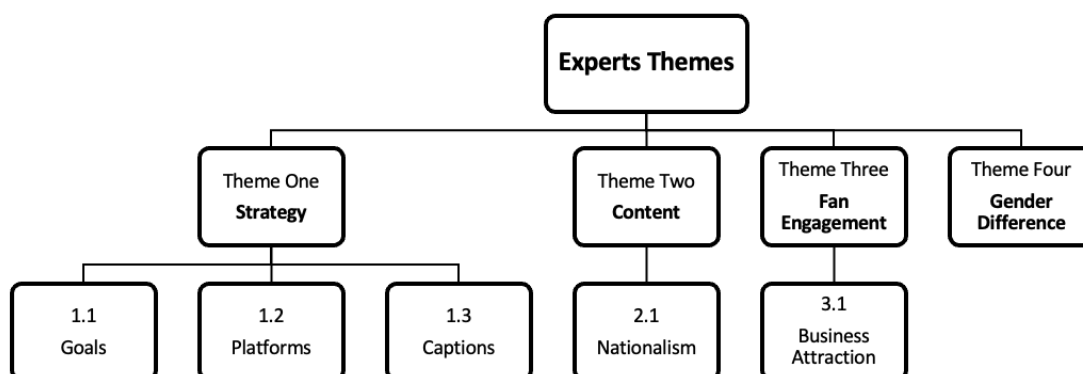 Experts Themes
Theme One
Strategy
Theme Two
Content
Theme Three
Fan
Engagement
Theme Four
Gender
Difference
1.1
Goals
1.2
Platforms
1.3
Captions
2.1
Nationalism
3.1
Business
Attraction